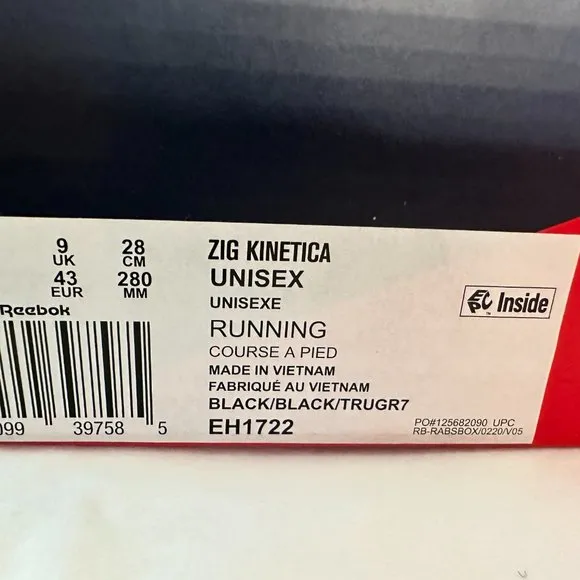 9 28
UK CM
43 280
EUR MM
Reebok
099 39758 5
ZIG KINETICA
UNISEX
UNISEXE
RUNNING
COURSE A PIED
MADE IN VIETNAM
FABRIQUÉ AU VIETNAM
BLACK/BLACK/TRUGR7
EH1722
EPC™ Inside
PO#125682090 UPC
RB-RABSBOX/0220/V05